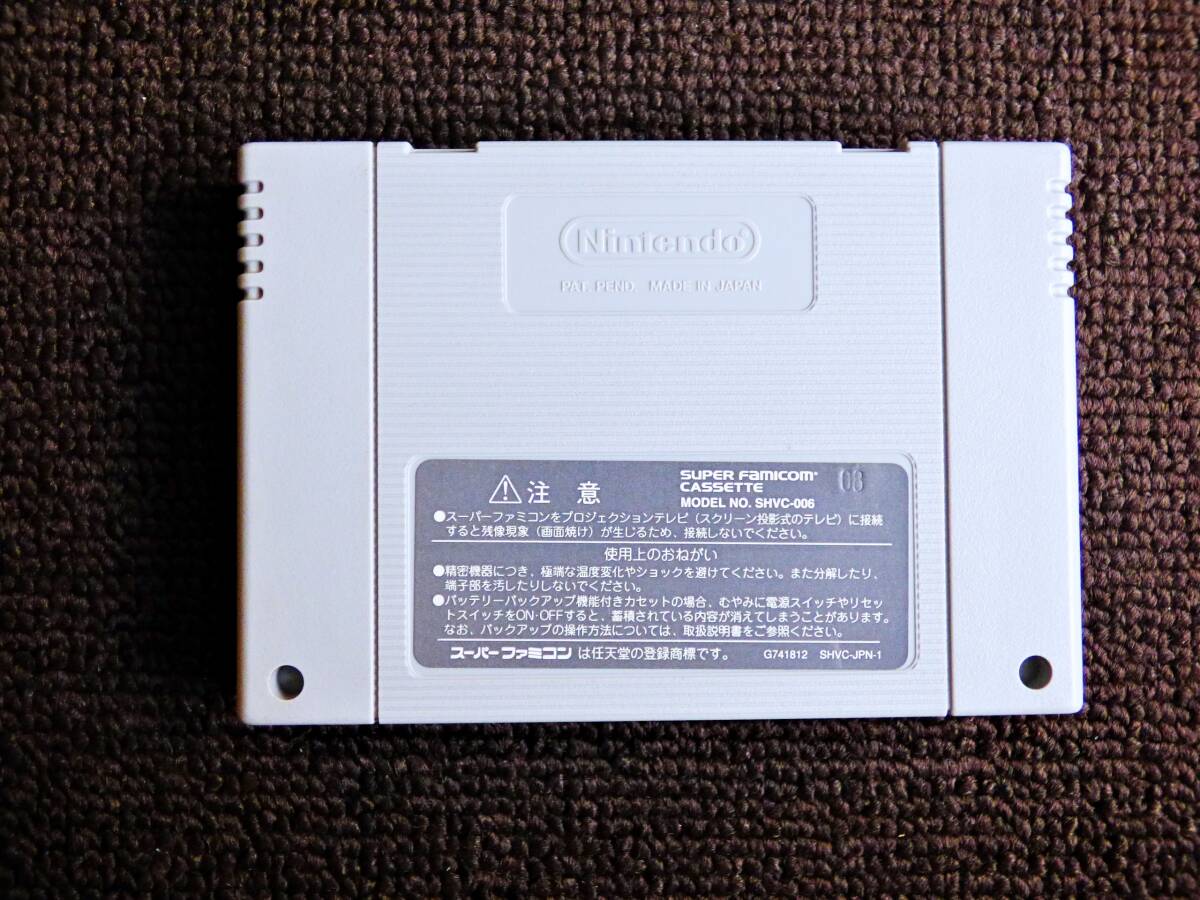 Nintendo
PAT. PEND. MADE IN JAPAN
注意
SUPER FAMICOM
CASSETTE
MODEL NO. SHVC-006
08
●スーパーファミコンをプロジェクションテレビ（スクリーン投影式のテレビ）に接続
すると残像現象（画面焼け）が生じるため、接続しないでください。
使用上のおねがい
●精密機器につき、極端な温度変化やショックを避けてください。また分解したり、
端子部を汚したりしないでください。
●バッテリーバックアップ機能付きカセットの場合、むやみに電源スイッチやリセッ
トスイッチをON・OFFすると、蓄積されている内容が消えてしまうことがあります。
なお、バックアップの操作方法については、取扱説明書をご参照ください。
スーパーファミコン は任天堂の登録商標です。 G741812 SHVC-JPN-1